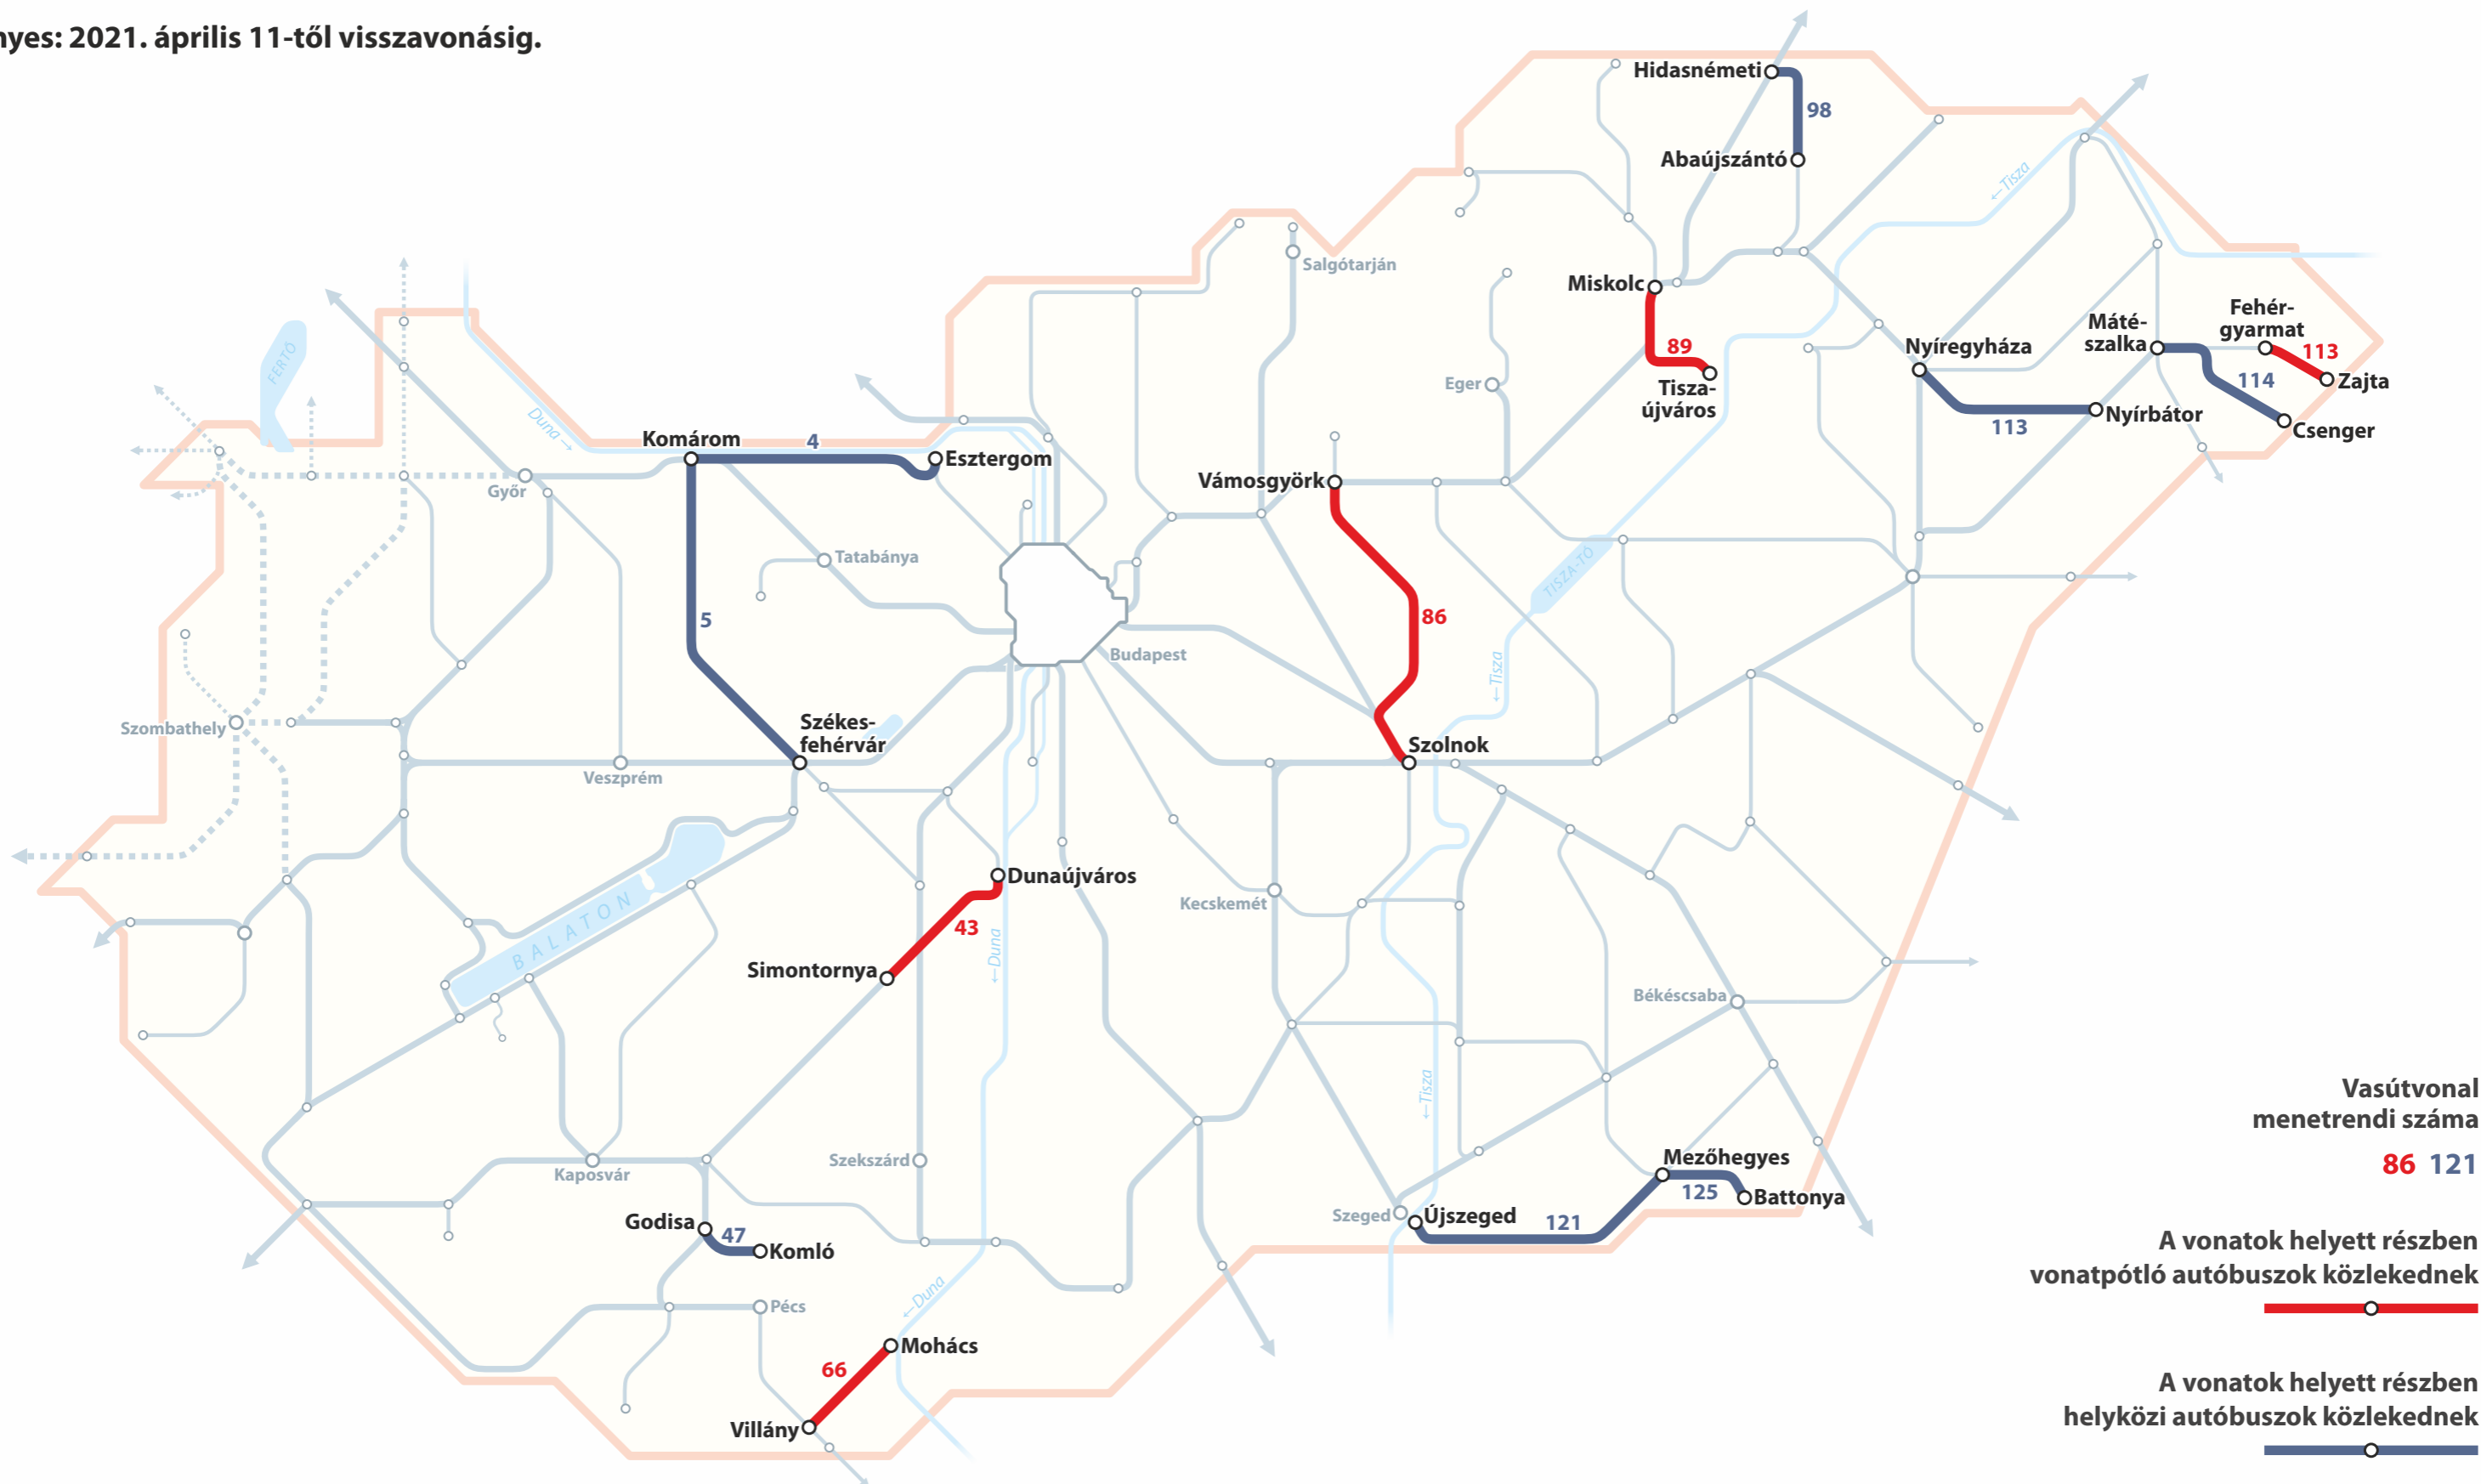 nyes: 2021. április 11-től visszavonásig.
Hidasnémeti
98
Abaújszántó
←Tisza
Salgótarján
Miskolc
89
Tisza-
újváros
Eger
Nyíregyháza
Máté-
szalka
Fehér-
gyarmat
113
Zajta
114
Csenger
113
Nyírbátor
FERTŐ
Duna→
Komárom
4
Esztergom
Győr
Vámosgyörk
Tatabánya
TISZA-TÓ
5
86
Budapest
←Tisza
Szombathely
Székes-
fehérvár
Veszprém
Szolnok
Dunaújváros
BALATON
43
Kecskemét
←Duna
Simontornya
Békéscsaba
←Tisza
Vasútvonal
menetrendi száma
86 121
Kaposvár
Szekszárd
Mezőhegyes
125
Battonya
Szeged
Újszeged
121
Godisa
47
Komló
A vonatok helyett részben
vonatpótló autóbuszok közlekednek
←Duna
Pécs
Mohács
66
Villány
A vonatok helyett részben
helyközi autóbuszok közlekednek